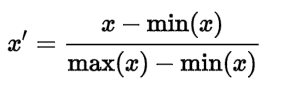 x′ = (x − min(x)) / (max(x) − min(x))